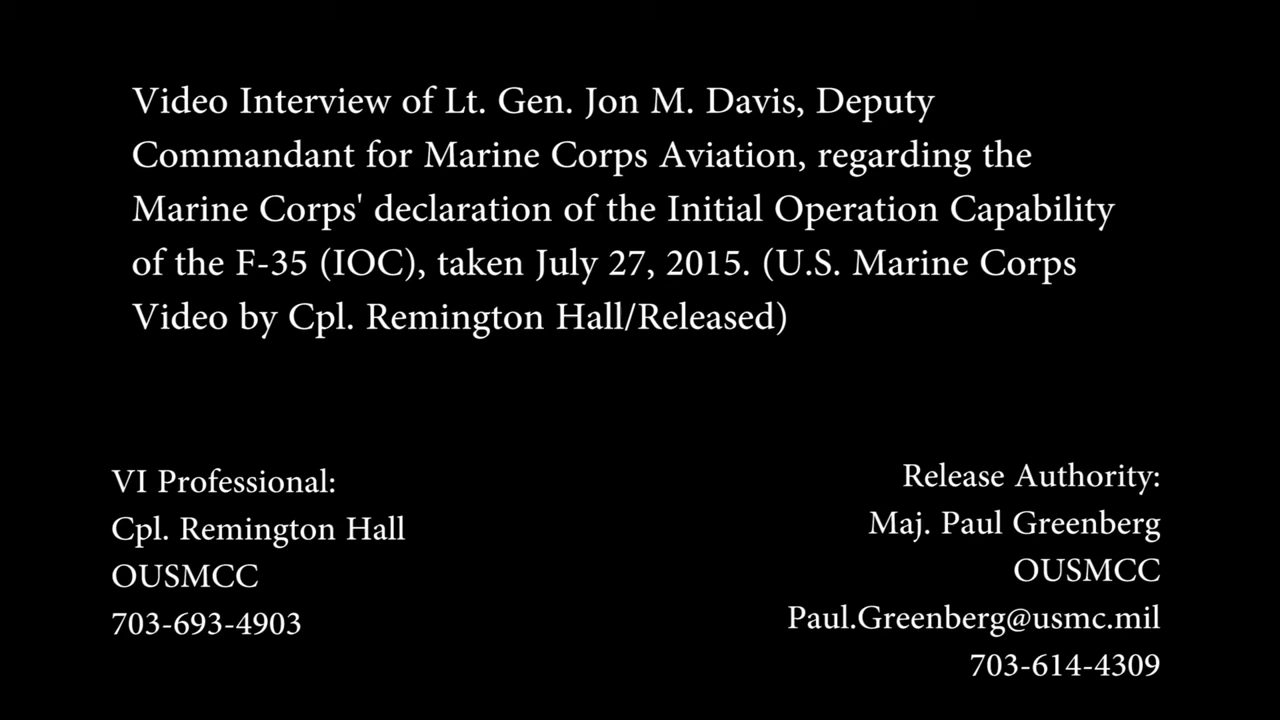 Video Interview of Lt. Gen. Jon M. Davis, Deputy
Commandant for Marine Corps Aviation, regarding the
Marine Corps' declaration of the Initial Operation Capability
of the F-35 (IOC), taken July 27, 2015. (U.S. Marine Corps
Video by Cpl. Remington Hall/Released)
VI Professional:
Cpl. Remington Hall
OUSMCC
703-693-4903
Release Authority:
Maj. Paul Greenberg
OUSMCC
Paul.Greenberg@usmc.mil
703-614-4309